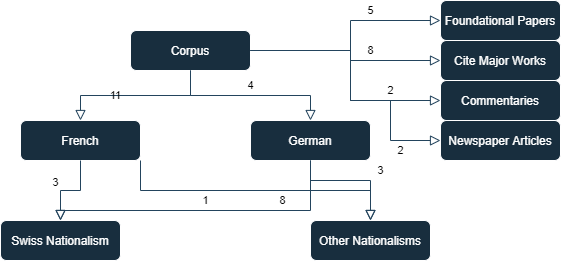 5
Foundational Papers
Corpus
8
Cite Major Works
4
2
11
Commentaries
French
German
2
Newspaper Articles
3
3
1
8
Swiss Nationalism
Other Nationalisms